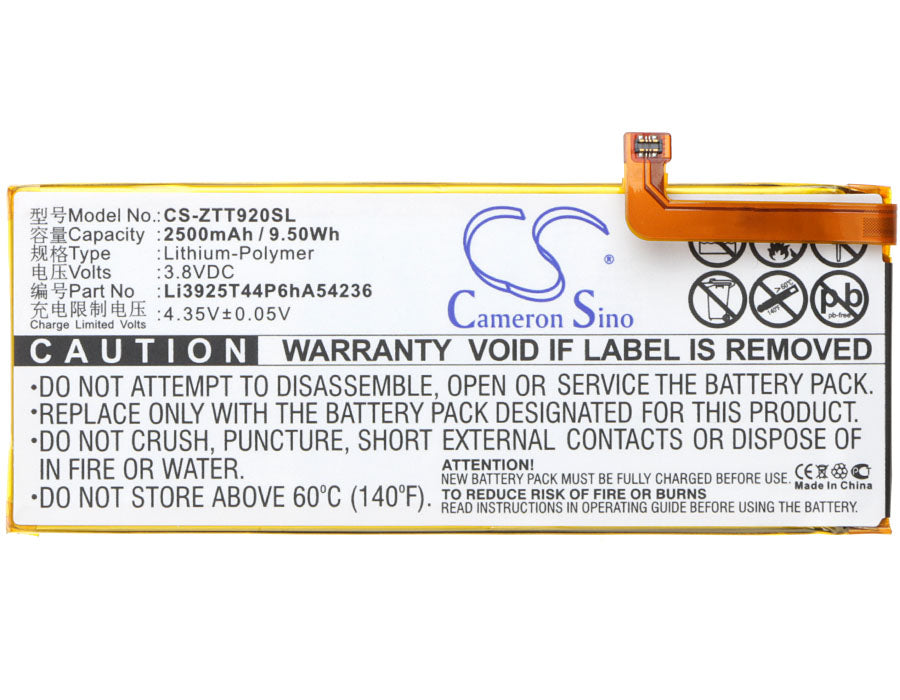 型号Model No.: CS-ZTT920SL
容量Capacity : 2500mAh / 9.50Wh
规格Type : Lithium-Polymer
电压Volts : 3.8VDC
编号Part No : Li3925T44P6hA54236
充电限制电压 : 4.35V±0.05V
Charge Limited Volts
CS
®
Cameron Sino
>60°C
140°F
Pb
pb-free
CAUTION WARRANTY VOID IF LABEL IS REMOVED
•DO NOT ATTEMPT TO DISASSEMBLE, OPEN OR SERVICE THE BATTERY PACK.
•REPLACE ONLY WITH THE BATTERY PACK DESIGNATED FOR THIS PRODUCT.
•DO NOT CRUSH, PUNCTURE, SHORT EXTERNAL CONTACTS OR DISPOSE OF
IN FIRE OR WATER.
•DO NOT STORE ABOVE 60°C (140°F).
ATTENTION!
NEW BATTERY PACK MUST BE FULLY CHARGED BEFORE USE.
TO REDUCE RISK OF FIRE OR BURNS
READ INSTRUCTIONS IN OPERATING GUIDE BEFORE USING THE BATTERY.
CE
Made In China